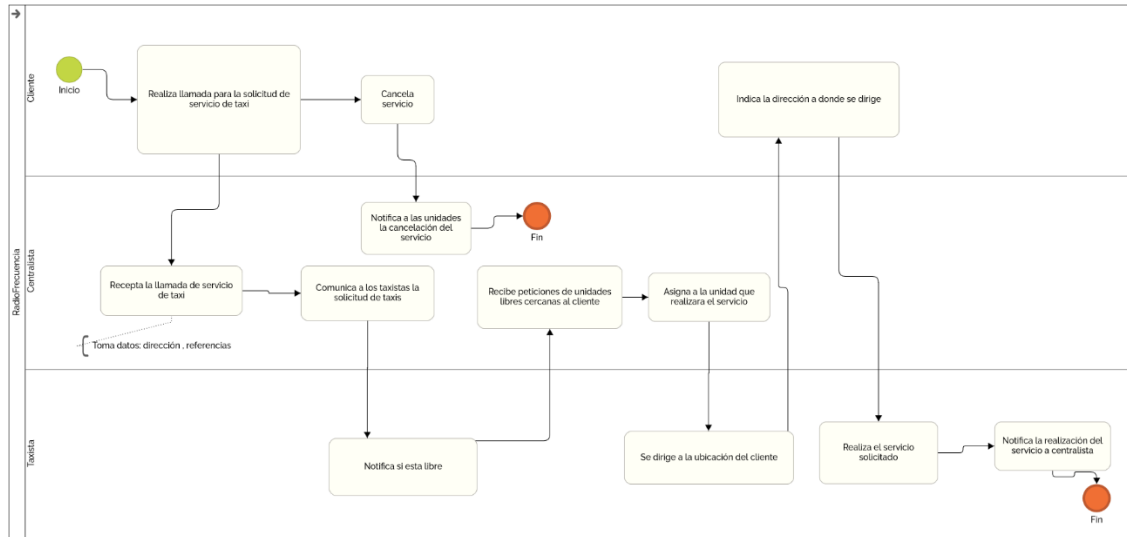 RadioFrecuencia
Cliente
Inicio
Realiza llamada para la solicitud de
servicio de taxi
Cancela
servicio
Indica la dirección a donde se dirige
Centralista
Notifica a las unidades
la cancelación del
servicio
Fin
Recepta la llamada de servicio
de taxi
Comunica a los taxistas la
solicitud de taxis
Recibe peticiones de unidades
libres cercanas al cliente
Asigna a la unidad que
realizara el servicio
Toma datos: dirección , referencias
Taxista
Notifica si esta libre
Se dirige a la ubicación del cliente
Realiza el servicio
solicitado
Notifica la realización del
servicio a centralista
Fin